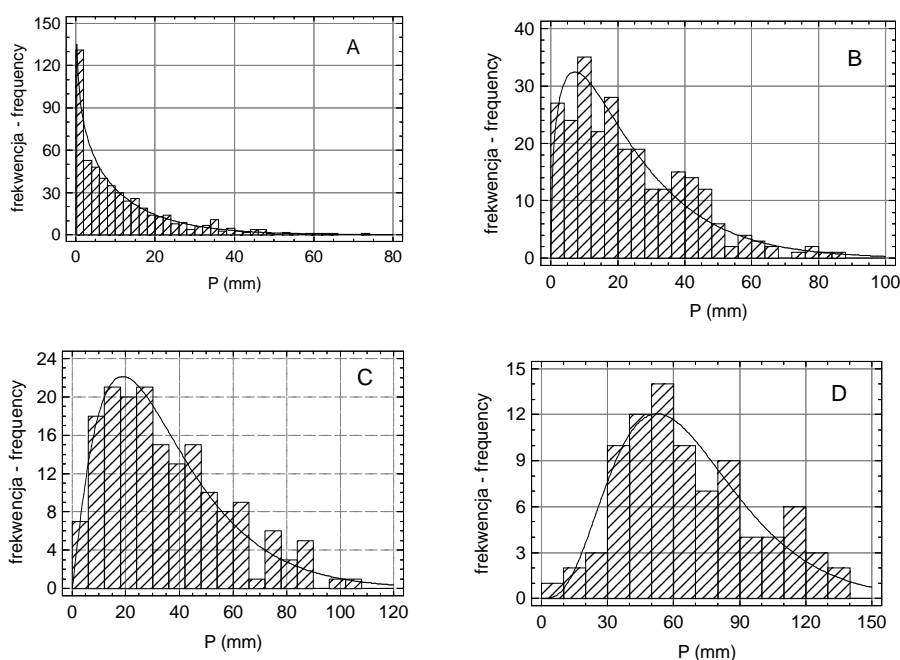 A
150
120
90
60
30
0
0 20 40 60 80
P (mm)
frekwencja - frequency
B
40
30
20
10
0
0 20 40 60 80 100
P (mm)
frekwencja - frequency
C
24
20
16
12
8
4
0
0 20 40 60 80 100 120
P (mm)
frekwencja - frequency
D
15
12
9
6
3
0
0 30 60 90 120 150
P (mm)
frekwencja - frequency